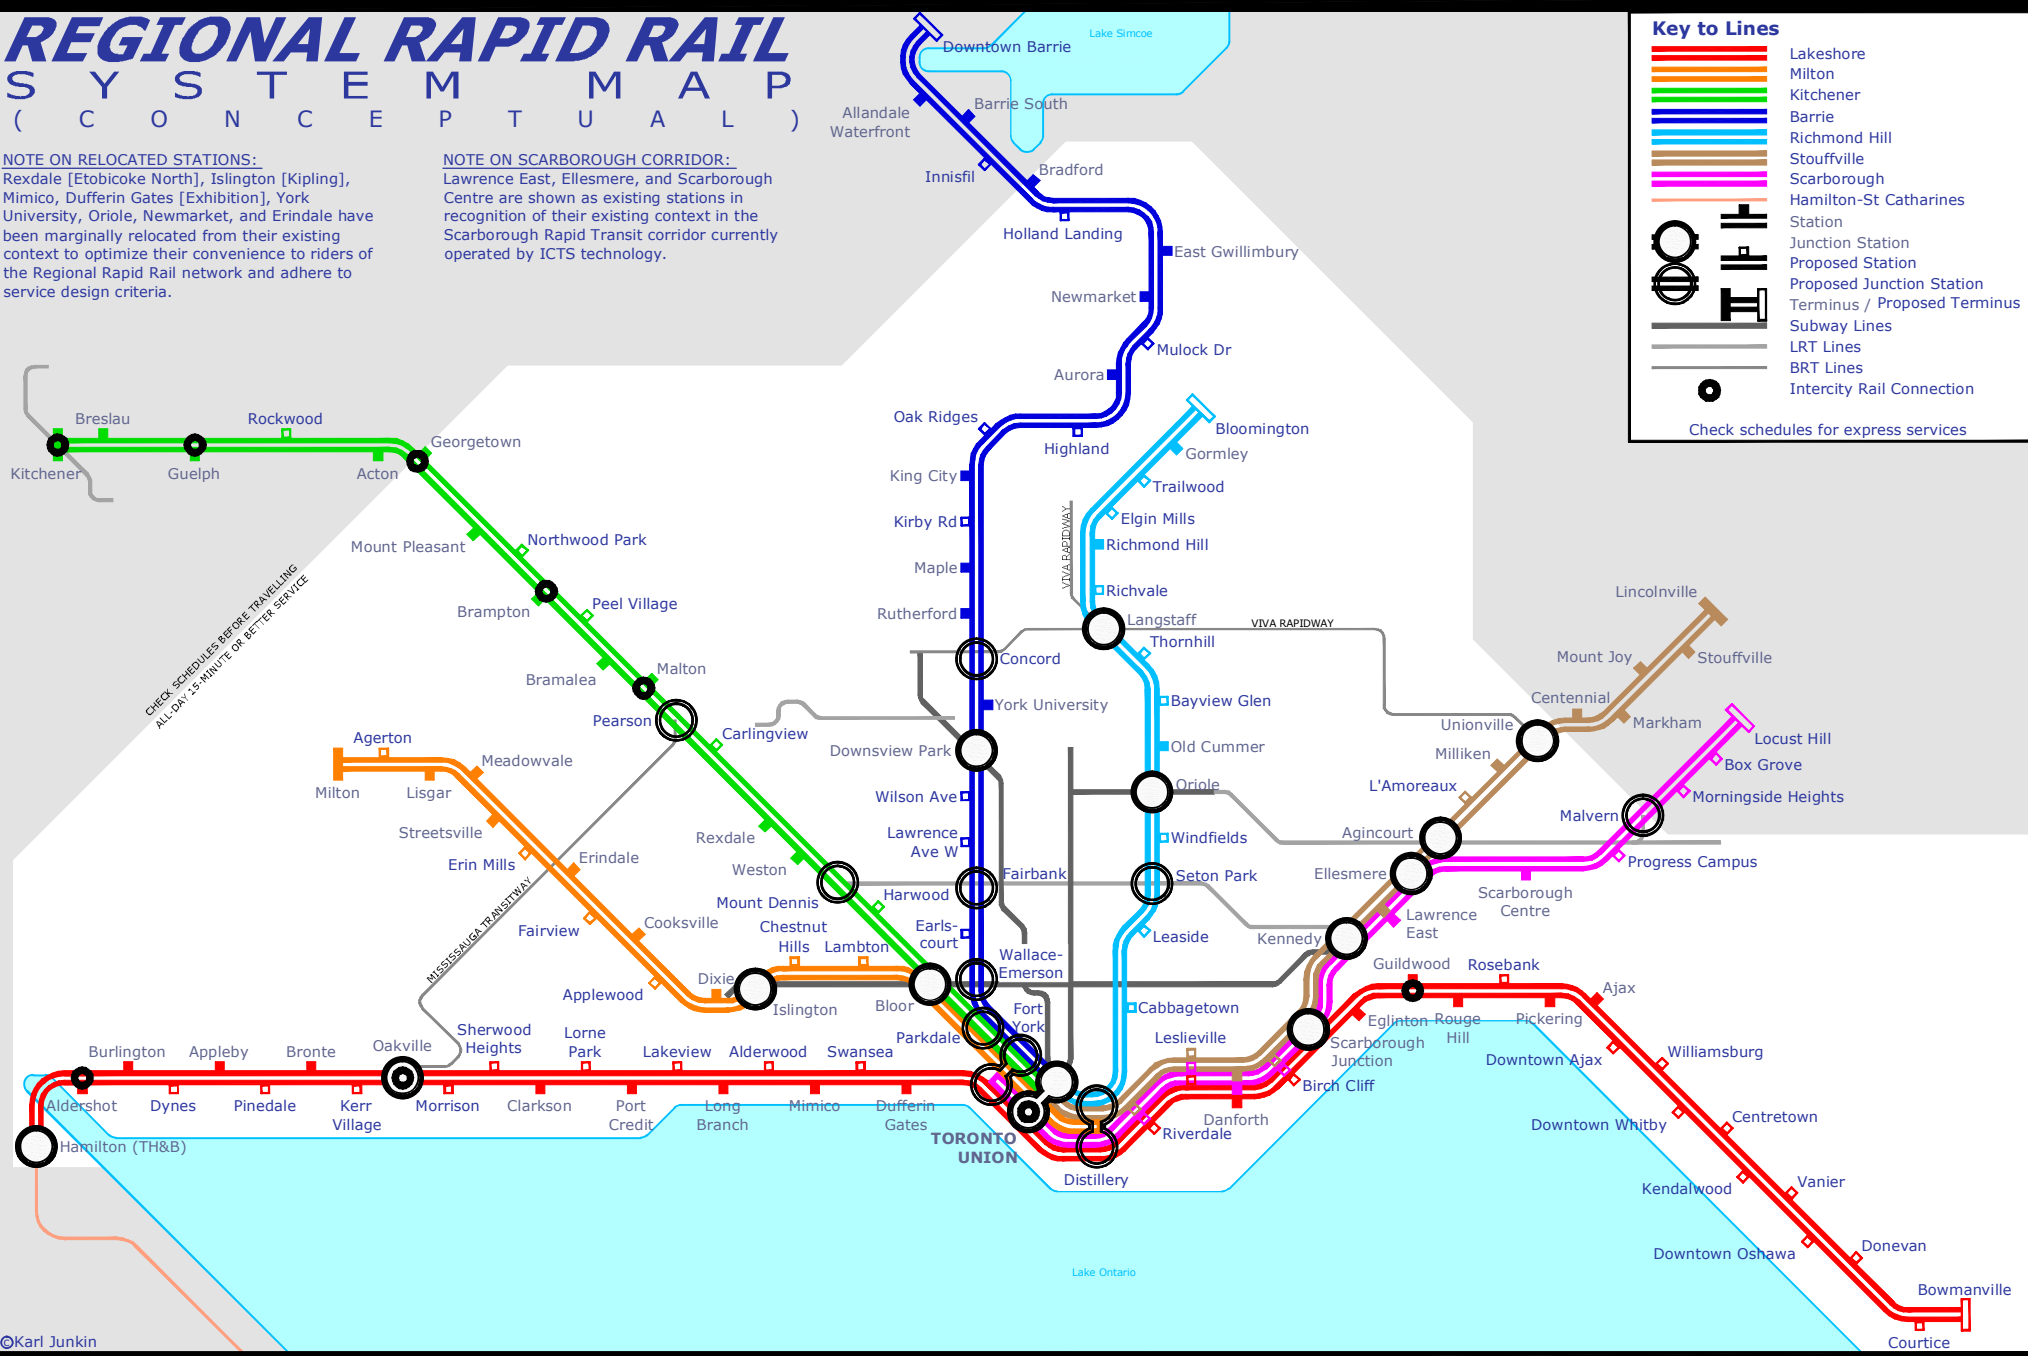 REGIONAL RAPID RAIL
SYSTEM MAP
(CONCEPTUAL)
NOTE ON RELOCATED STATIONS:
Rexdale [Etobicoke North], Islington [Kipling],
Mimico, Dufferin Gates [Exhibition], York
University, Oriole, Newmarket, and Erindale have
been marginally relocated from their existing
context to optimize their convenience to riders of
the Regional Rapid Rail network and adhere to
service design criteria.
NOTE ON SCARBOROUGH CORRIDOR:
Lawrence East, Ellesmere, and Scarborough
Centre are shown as existing stations in
recognition of their existing context in the
Scarborough Rapid Transit corridor currently
operated by ICTS technology.
Key to Lines
Lakeshore
Milton
Kitchener
Barrie
Richmond Hill
Stouffville
Scarborough
Hamilton-St Catharines
Station
Junction Station
Proposed Station
Proposed Junction Station
Terminus / Proposed Terminus
Subway Lines
LRT Lines
BRT Lines
Intercity Rail Connection
Check schedules for express services
Lake Simcoe
Downtown Barrie
Allandale
Waterfront
Barrie South
Innisfil
Bradford
Holland Landing
East Gwillimbury
Newmarket
Mulock Dr
Aurora
Oak Ridges
Highland
King City
Kirby Rd
Maple
Rutherford
Concord
York University
Downsview Park
Wilson Ave
Lawrence
Ave W
Fairbank
Earls-
court
Wallace-
Emerson
Fort
York
Parkdale
Bloomington
Gormley
Trailwood
Elgin Mills
Richmond Hill
Richvale
VIVA RAPIDWAY
Langstaff
VIVA RAPIDWAY
Thornhill
Bayview Glen
Old Cummer
Oriole
Windfields
Seton Park
Leaside
Cabbagetown
Breslau
Rockwood
Georgetown
Kitchener
Guelph
Acton
Mount Pleasant
Northwood Park
Brampton
Peel Village
Bramalea
Malton
Pearson
Carlingview
Rexdale
Weston
Mount Dennis
Harwood
Bloor
CHECK SCHEDULES BEFORE TRAVELLING
ALL-DAY 15-MINUTE OR BETTER SERVICE
Agerton
Milton
Lisgar
Meadowvale
Streetsville
Erin Mills
Erindale
Fairview
Cooksville
Applewood
Dixie
Islington
Chestnut
Hills
Lambton
MISSISSAUGA TRANSITWAY
Lincolnville
Mount Joy
Stouffville
Centennial
Markham
Unionville
Milliken
L'Amoreaux
Agincourt
Ellesmere
Kennedy
Lawrence
East
Locust Hill
Box Grove
Morningside Heights
Malvern
Progress Campus
Scarborough
Centre
Guildwood
Rosebank
Ajax
Eglinton
Rouge
Hill
Pickering
Scarborough
Junction
Leslieville
Birch Cliff
Danforth
Riverdale
Distillery
TORONTO
UNION
Burlington
Appleby
Bronte
Oakville
Sherwood
Heights
Lorne
Park
Lakeview
Alderwood
Swansea
Aldershot
Dynes
Pinedale
Kerr
Village
Morrison
Clarkson
Port
Credit
Long
Branch
Mimico
Dufferin
Gates
Hamilton (TH&B)
Downtown Ajax
Williamsburg
Downtown Whitby
Centretown
Kendalwood
Vanier
Downtown Oshawa
Donevan
Bowmanville
Courtice
Lake Ontario
©Karl Junkin